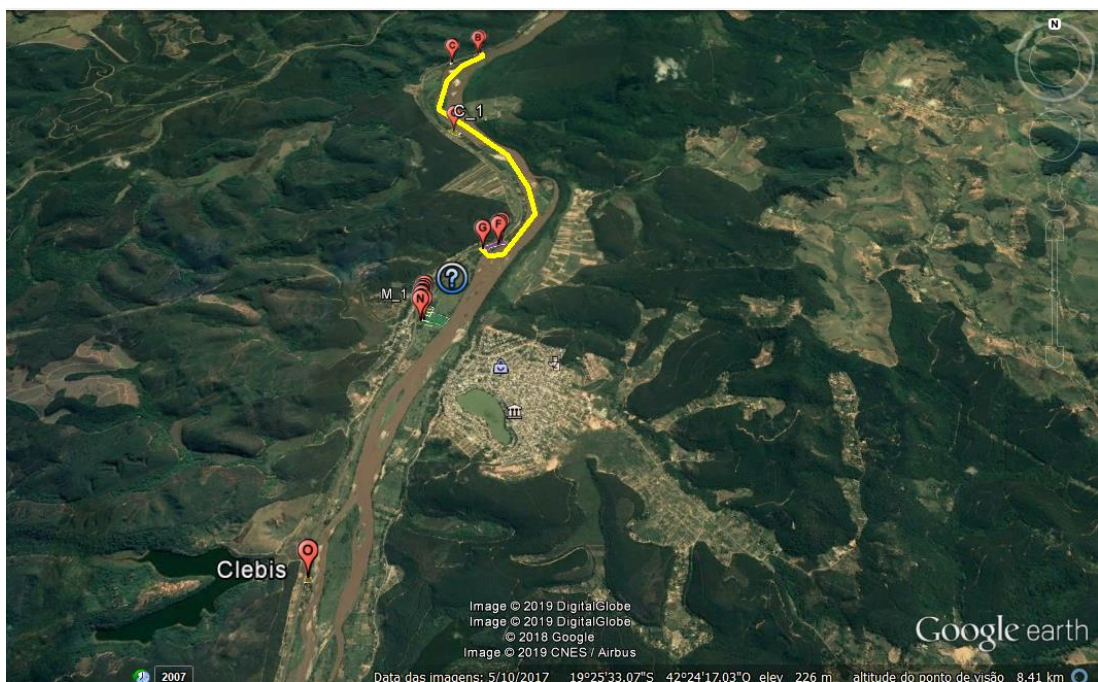 N
B
C
C_1
G
F
?
M_1
N
O
Clebis
Image © 2019 DigitalGlobe
Image © 2019 DigitalGlobe
© 2018 Google
Image © 2019 CNES / Airbus
Google earth
2007
Data das imagens: 5/10/2017 19°25'33.07"S 42°24'17.03"O elev 226 m altitude do ponto de visão 8.41 km